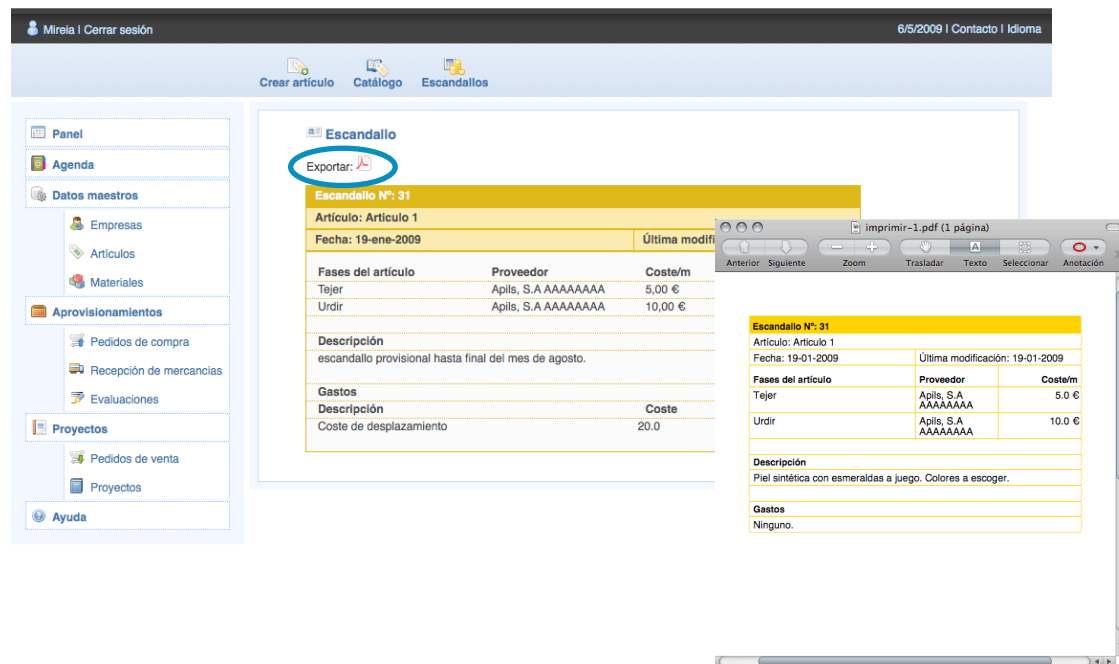 Mireia | Cerrar sesión
6/5/2009 | Contacto | Idioma
Crear artículo Catálogo Escandallos
Panel
Agenda
Datos maestros
Empresas
Artículos
Materiales
Aprovisionamientos
Pedidos de compra
Recepción de mercancias
Evaluaciones
Proyectos
Pedidos de venta
Proyectos
Ayuda
Escandallo
Exportar:
Escandallo Nº: 31
Artículo: Articulo 1
Fecha: 19-ene-2009 Última modifi
Fases del artículo Proveedor Coste/m
Tejer Apils, S.A AAAAAAAA 5,00 €
Urdir Apils, S.A AAAAAAAA 10,00 €
Descripción
escandallo provisional hasta final del mes de agosto.
Gastos
Descripción Coste
Coste de desplazamiento 20.0
imprimir-1.pdf (1 página)
Anterior Siguiente Zoom Trasladar Texto Seleccionar Anotación
Escandallo Nº: 31
Artículo: Articulo 1
Fecha: 19-01-2009 Última modificación: 19-01-2009
Fases del artículo Proveedor Coste/m
Tejer Apils, S.A 5.0 €
AAAAAAAA
Urdir Apils, S.A 10.0 €
AAAAAAAA
Descripción
Piel sintética con esmeraldas a juego. Colores a escoger.
Gastos
Ninguno.